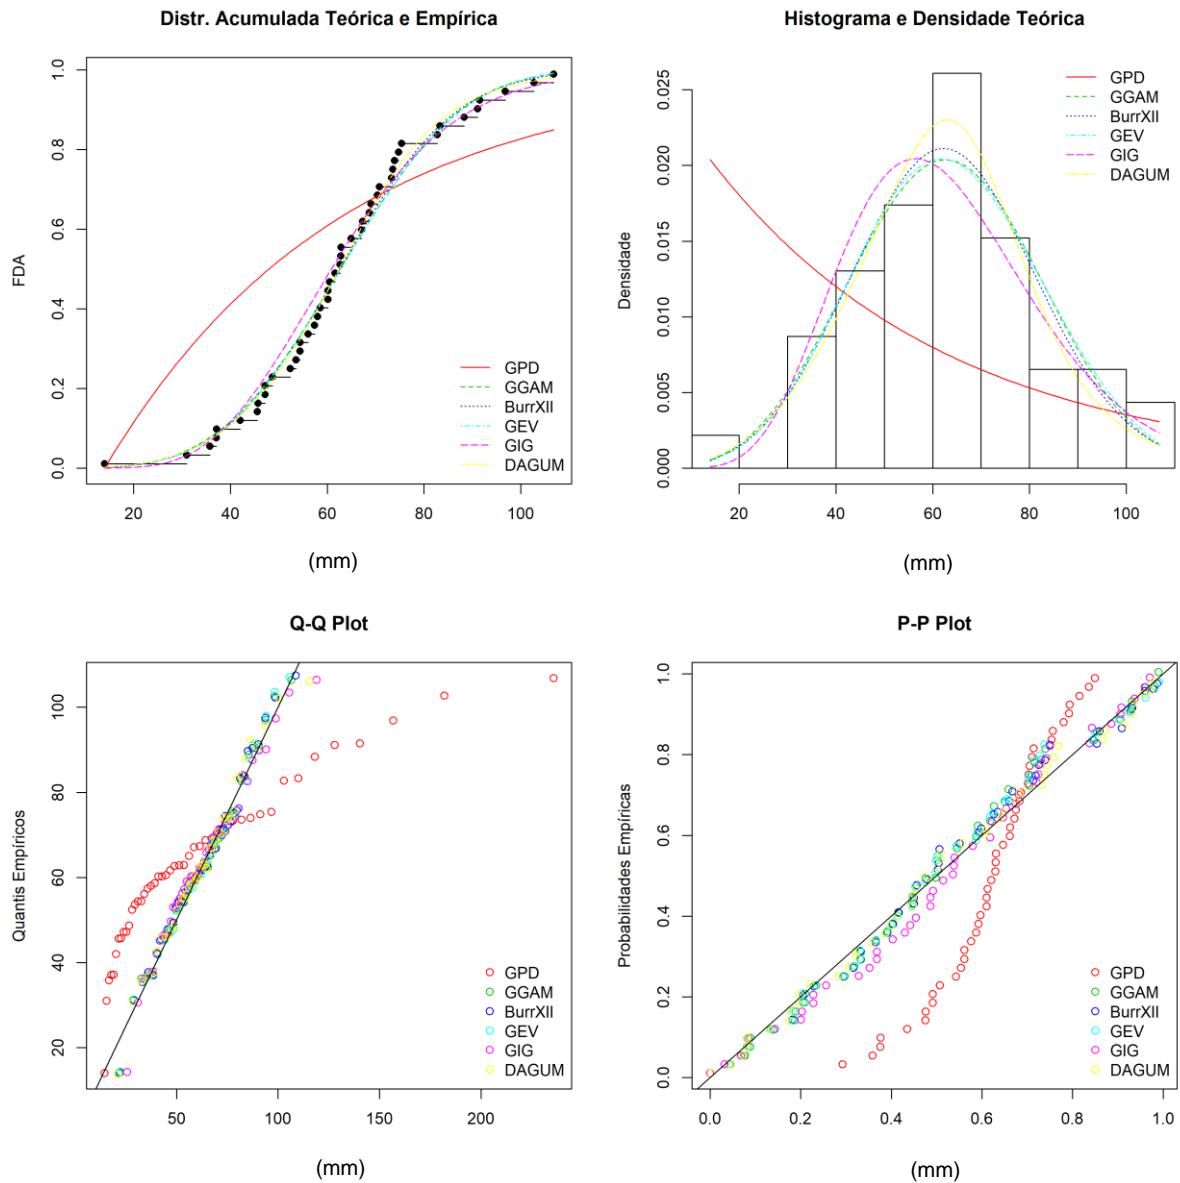 Distr. Acumulada Teórica e Empírica
FDA
0.0 0.2 0.4 0.6 0.8 1.0
20 40 60 80 100
(mm)
GPD
GGAM
BurrXII
GEV
GIG
DAGUM
Histograma e Densidade Teórica
Densidade
0.000 0.005 0.010 0.015 0.020 0.025
20 40 60 80 100
(mm)
GPD
GGAM
BurrXII
GEV
GIG
DAGUM
Q-Q Plot
Quantis Empíricos
20 40 60 80 100
50 100 150 200
(mm)
GPD
GGAM
BurrXII
GEV
GIG
DAGUM
P-P Plot
Probabilidades Empíricas
0.0 0.2 0.4 0.6 0.8 1.0
0.0 0.2 0.4 0.6 0.8 1.0
(mm)
GPD
GGAM
BurrXII
GEV
GIG
DAGUM